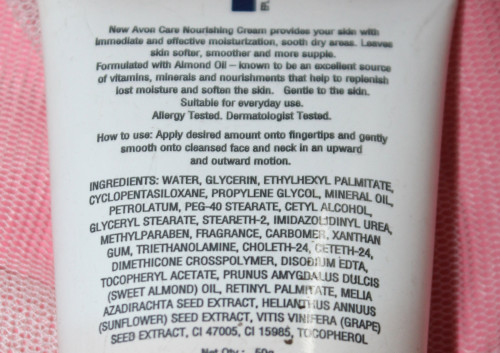 New Avon Care Nourishing Cream provides your skin with
immediate and effective moisturization, sooth dry areas. Leaves
skin softer, smoother and more supple.
Formulated with Almond Oil – known to be an excellent source
of vitamins, minerals and nourishments that help to replenish
lost moisture and soften the skin. Gentle to the skin.
Suitable for everyday use.
Allergy Tested. Dermatologist Tested.
How to use: Apply desired amount onto fingertips and gently
smooth onto cleansed face and neck in an upward
and outward motion.
INGREDIENTS: WATER, GLYCERIN, ETHYLHEXYL PALMITATE,
CYCLOPENTASILOXANE, PROPYLENE GLYCOL, MINERAL OIL,
PETROLATUM, PEG-40 STEARATE, CETYL ALCOHOL,
GLYCERYL STEARATE, STEARETH-2, IMIDAZOLIDINYL UREA,
METHYLPARABEN, FRAGRANCE, CARBOMER, XANTHAN
GUM, TRIETHANOLAMINE, CHOLETH-24, CETETH-24,
DIMETHICONE CROSSPOLYMER, DISODIUM EDTA,
TOCOPHERYL ACETATE, PRUNUS AMYGDALUS DULCIS
(SWEET ALMOND) OIL, RETINYL PALMITATE, MELIA
AZADIRACHTA SEED EXTRACT, HELIANTHUS ANNUUS
(SUNFLOWER) SEED EXTRACT, VITIS VINIFERA (GRAPE)
SEED EXTRACT, CI 47005, CI 15985, TOCOPHEROL
Net Qty.: 50g